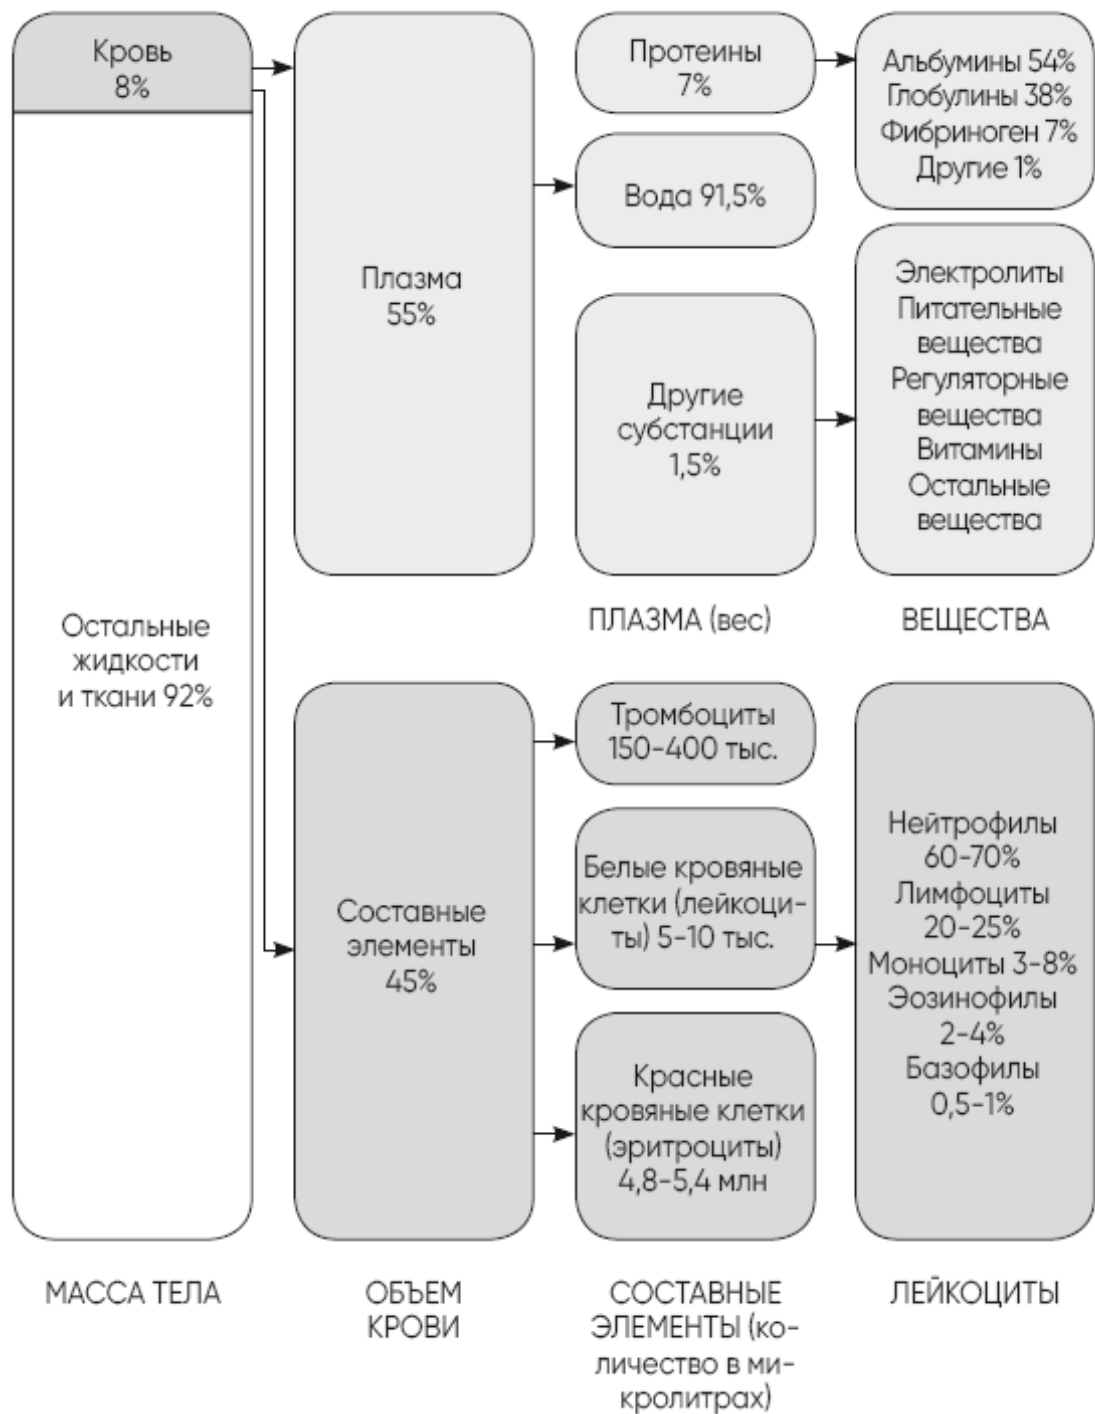 Кровь
8%
Остальные
жидкости
и ткани 92%
МАССА ТЕЛА
Плазма
55%
Составные
элементы
45%
ОБЪЕМ
КРОВИ
Протеины
7%
Вода 91,5%
Другие
субстанции
1,5%
ПЛАЗМА (вес)
Тромбоциты
150-400 тыс.
Белые кровяные
клетки (лейкоци-
ты) 5-10 тыс.
Красные
кровяные клетки
(эритроциты)
4,8-5,4 млн
СОСТАВНЫЕ
ЭЛЕМЕНТЫ (ко-
личество в ми-
кролитрах)
Альбумины 54%
Глобулины 38%
Фибриноген 7%
Другие 1%
Электролиты
Питательные
вещества
Регуляторные
вещества
Витамины
Остальные
вещества
ВЕЩЕСТВА
Нейтрофилы
60-70%
Лимфоциты
20-25%
Моноциты 3-8%
Эозинофилы
2-4%
Базофилы
0,5-1%
ЛЕЙКОЦИТЫ